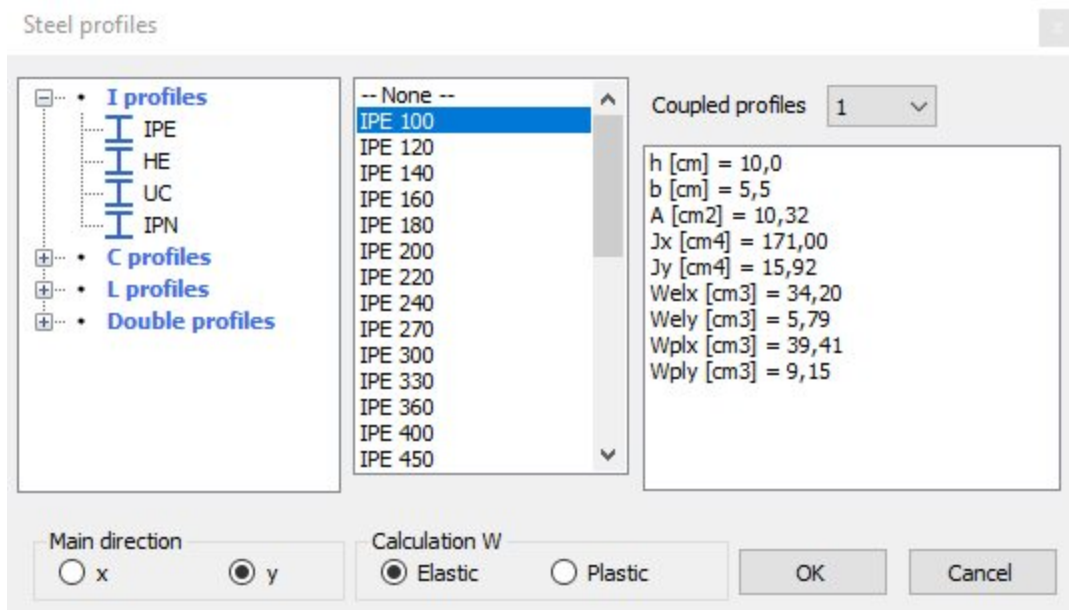 Steel profiles
I profiles
IPE
HE
UC
IPN
C profiles
L profiles
Double profiles
-- None --
IPE 100
IPE 120
IPE 140
IPE 160
IPE 180
IPE 200
IPE 220
IPE 240
IPE 270
IPE 300
IPE 330
IPE 360
IPE 400
IPE 450
Coupled profiles 1
h [cm] = 10,0
b [cm] = 5,5
A [cm2] = 10,32
Jx [cm4] = 171,00
Jy [cm4] = 15,92
Welx [cm3] = 34,20
Wely [cm3] = 5,79
Wplx [cm3] = 39,41
Wply [cm3] = 9,15
Main direction
x y
Calculation W
Elastic Plastic
OK Cancel